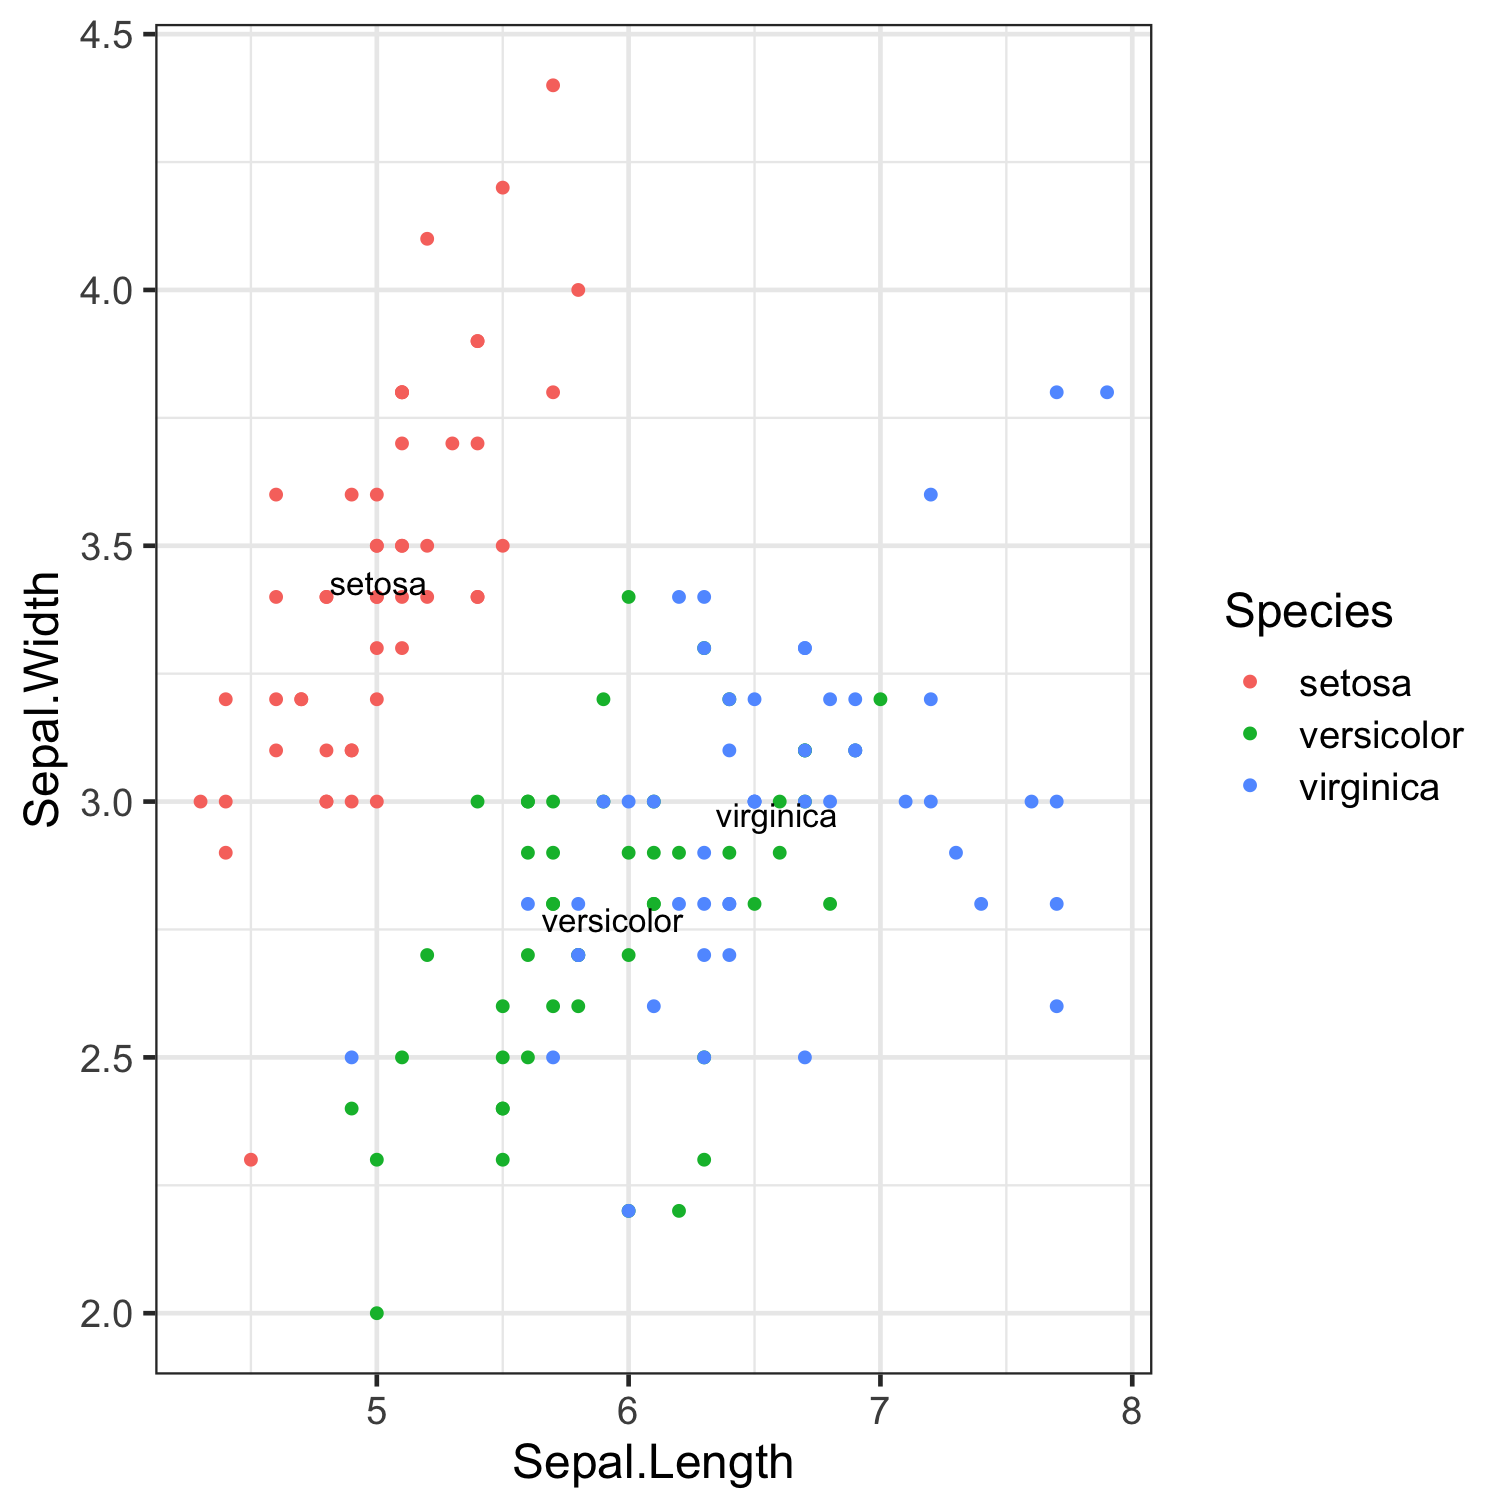 4.5
4.0
3.5
3.0
2.5
2.0
Sepal.Width
setosa
virginica
versicolor
5 6 7 8
Sepal.Length
Species
setosa
versicolor
virginica